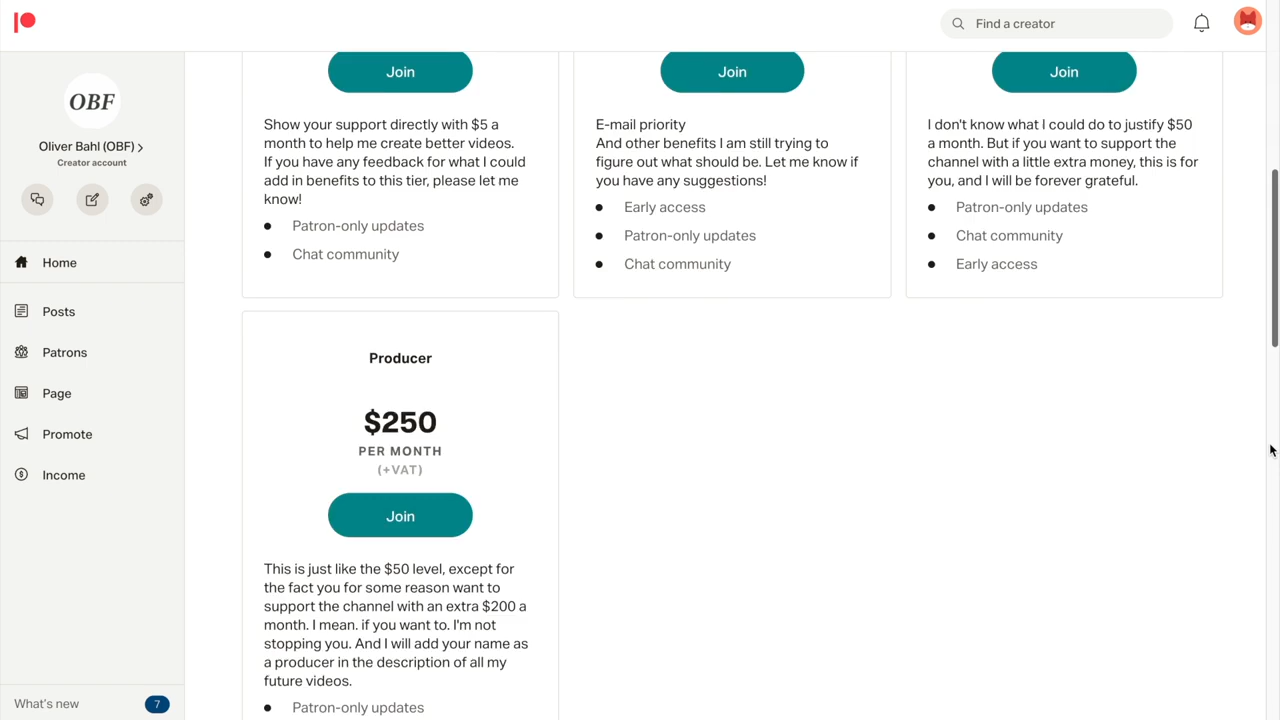 Find a creator
OBF
Oliver Bahl (OBF)
Creator account
Home
Posts
Patrons
Page
Promote
Income
What's new
7
Join
Show your support directly with $5 a
month to help me create better videos.
If you have any feedback for what I could
add in benefits to this tier, please let me
know!
Patron-only updates
Chat community
Join
E-mail priority
And other benefits I am still trying to
figure out what should be. Let me know if
you have any suggestions!
Early access
Patron-only updates
Chat community
Join
I don't know what I could do to justify $50
a month. But if you want to support the
channel with a little extra money, this is for
you, and I will be forever grateful.
Patron-only updates
Chat community
Early access
Producer
$250
PER MONTH
(+VAT)
Join
This is just like the $50 level, except for
the fact you for some reason want to
support the channel with an extra $200 a
month. I mean. if you want to. I'm not
stopping you. And I will add your name as
a producer in the description of all my
future videos.
Patron-only updates